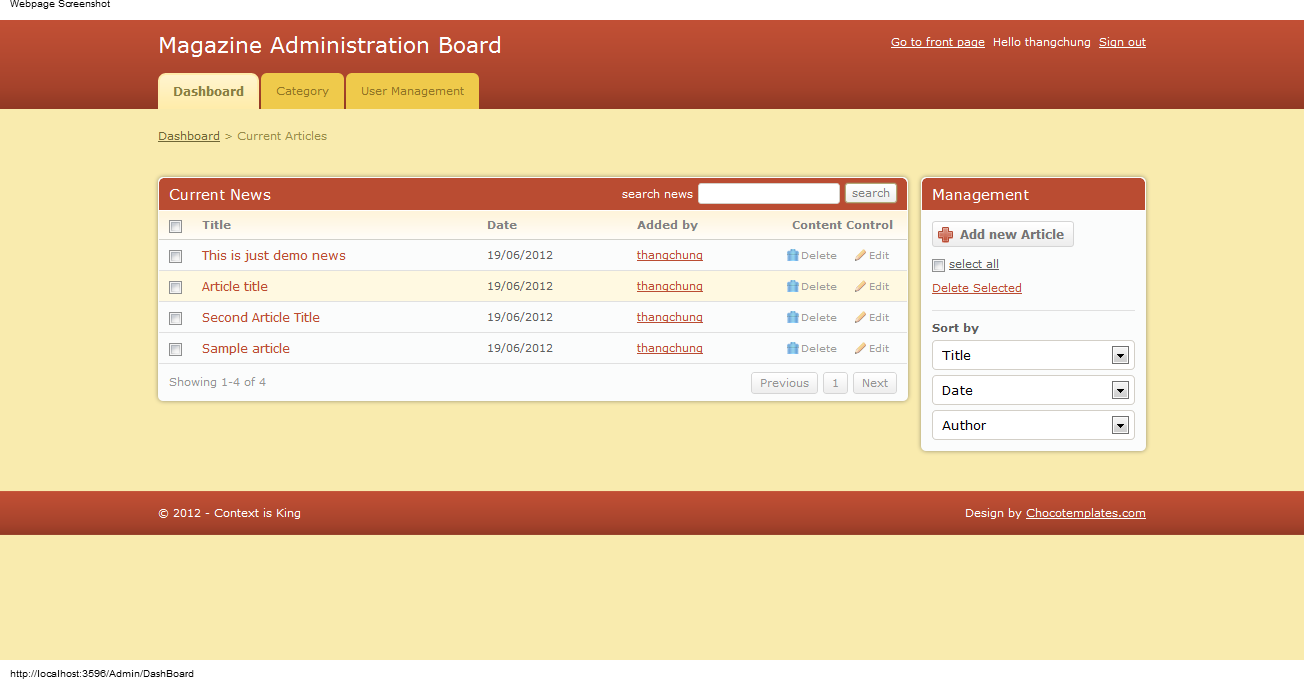 Webpage Screenshot
Magazine Administration Board
Go to front page Hello thangchung Sign out
Dashboard Category User Management
Dashboard > Current Articles
Current News search news search
Title Date Added by Content Control
This is just demo news 19/06/2012 thangchung Delete Edit
Article title 19/06/2012 thangchung Delete Edit
Second Article Title 19/06/2012 thangchung Delete Edit
Sample article 19/06/2012 thangchung Delete Edit
Showing 1-4 of 4 Previous 1 Next
Management
Add new Article
select all
Delete Selected
Sort by
Title
Date
Author
© 2012 - Context is King Design by Chocotemplates.com
http://localhost:3596/Admin/DashBoard